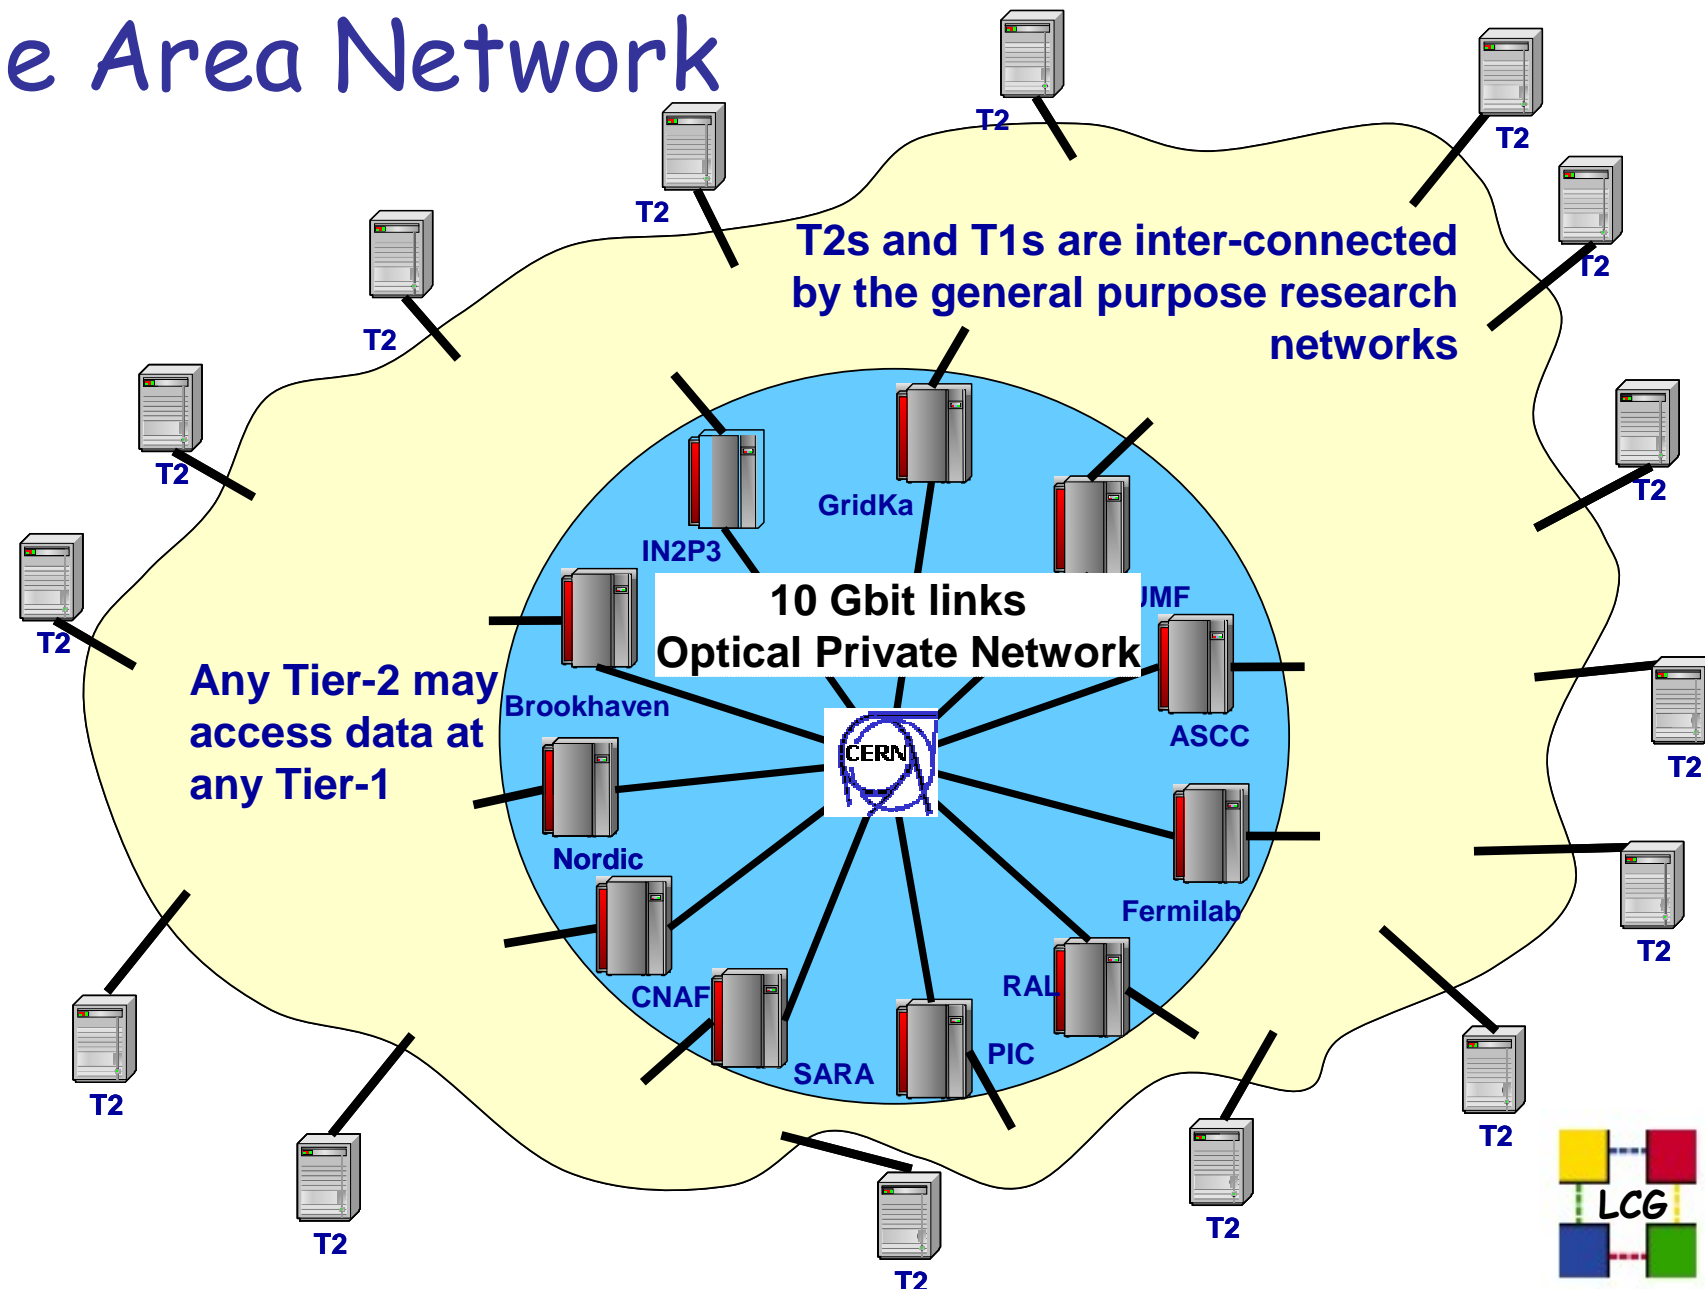 e Area Network
T2
T2
T2
T2
T2
T2s and T1s are inter-connected
by the general purpose research
networks
T2
T2
T2
GridKa
IN2P3
10 Gbit links
Optical Private Network
UMF
T2
Any Tier-2 may
access data at
any Tier-1
Brookhaven
CERN
ASCC
T2
Nordic
Fermilab
T2
CNAF
RAL
PIC
SARA
T2
T2
T2
T2
T2
LCG